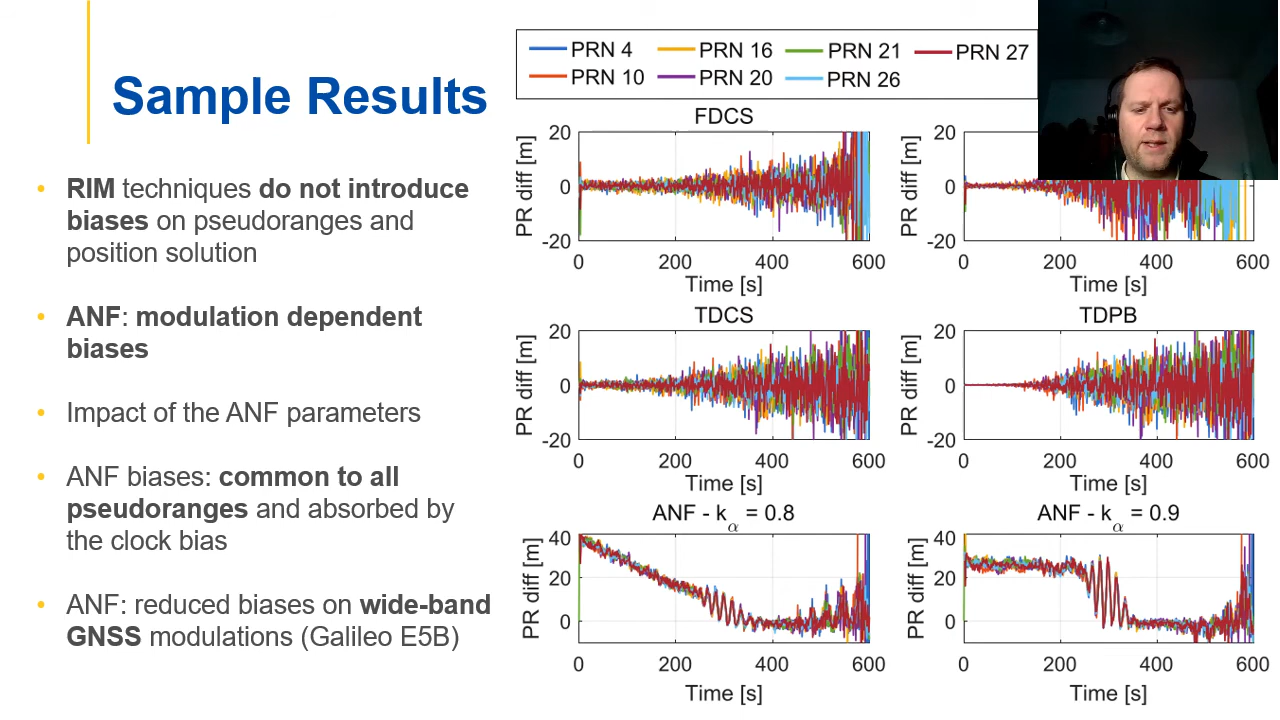 Sample Results
• RIM techniques do not introduce
biases on pseudoranges and
position solution
• ANF: modulation dependent
biases
• Impact of the ANF parameters
• ANF biases: common to all
pseudoranges and absorbed by
the clock bias
• ANF: reduced biases on wide-band
GNSS modulations (Galileo E5B)
PRN 4 PRN 16 PRN 21 PRN 27
PRN 10 PRN 20 PRN 26
FDCS
PR diff [m]
20
0
-20
0 200 400 600
Time [s]
PR diff [m]
20
0
-20
0 200 400 600
Time [s]
TDCS
PR diff [m]
20
0
-20
0 200 400 600
Time [s]
TDPB
PR diff [m]
20
0
-20
0 200 400 600
Time [s]
ANF - kα = 0.8
PR diff [m]
40
20
0
0 200 400 600
Time [s]
ANF - kα = 0.9
PR diff [m]
40
20
0
0 200 400 600
Time [s]